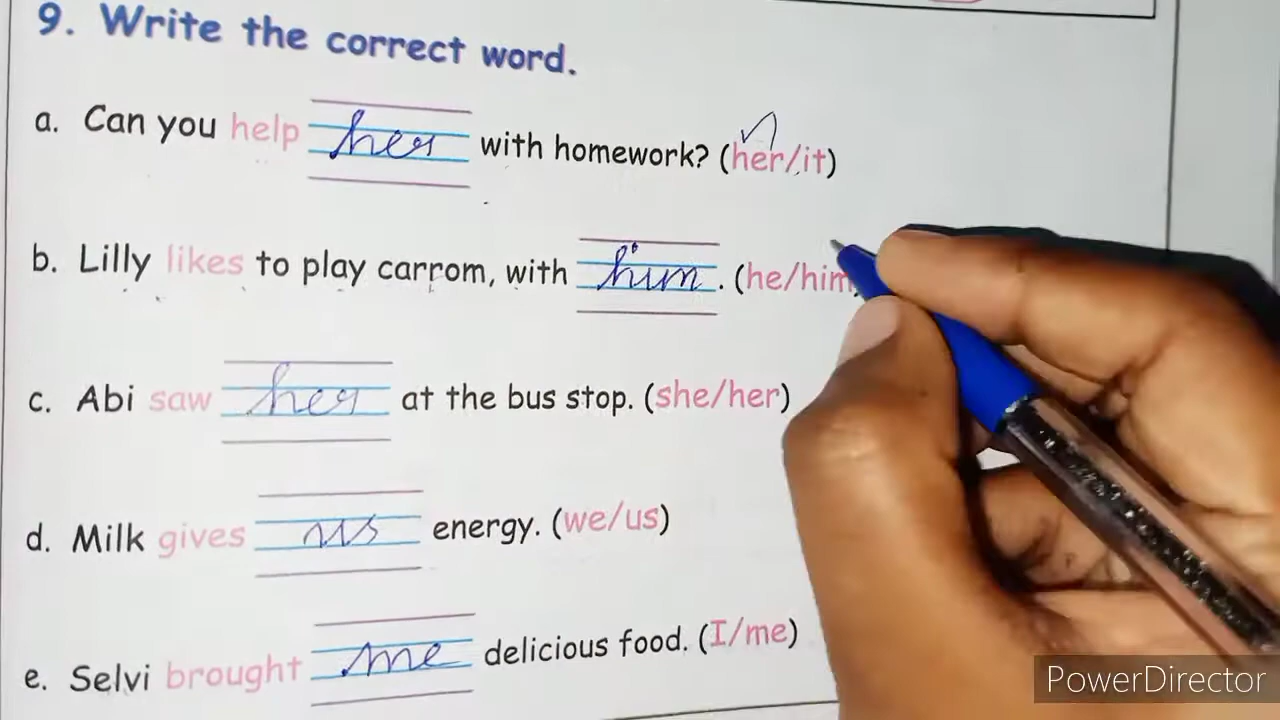 9. Write the correct word.
a. Can you help her with homework? (her/it)
b. Lilly likes to play carrom, with him. (he/him
c. Abi saw her at the bus stop. (she/her)
d. Milk gives us energy. (we/us)
e. Selvi brought me delicious food. (I/me)
PowerDirector